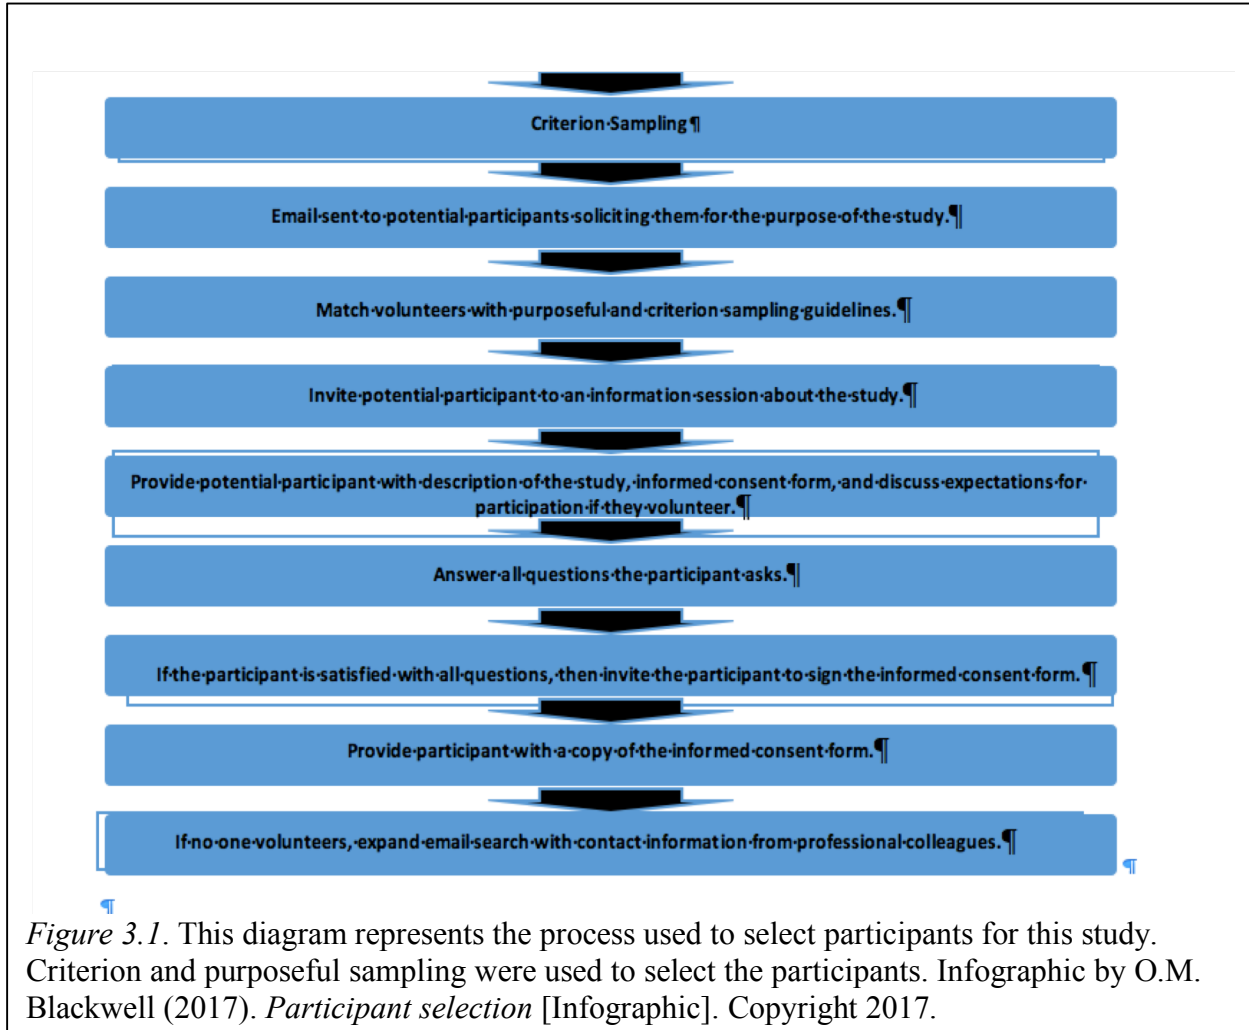 Criterion·Sampling¶
Email·sent·to·potential·participants·soliciting·them·for·the·purpose·of·the·study.¶
Match·volunteers·with·purposeful·and·criterion·sampling·guidelines.¶
Invite·potential·participant·to·an·information·session·about·the·study.¶
Provide·potential·participant·with·description·of·the·study,·informed·consent·form,·and·discuss·expectations·for·
participation·if·they·volunteer.¶
Answer·all·questions·the·participant·asks.¶
If·the·participant·is·satisfied·with·all·questions,·then·invite·the·participant·to·sign·the·informed·consent·form.¶
Provide·participant·with·a·copy·of·the·informed·consent·form.¶
If·no·one·volunteers,·expand·email·search·with·contact·information·from·professional·colleagues.¶
¶
¶
Figure 3.1. This diagram represents the process used to select participants for this study.
Criterion and purposeful sampling were used to select the participants. Infographic by O.M.
Blackwell (2017). Participant selection [Infographic]. Copyright 2017.